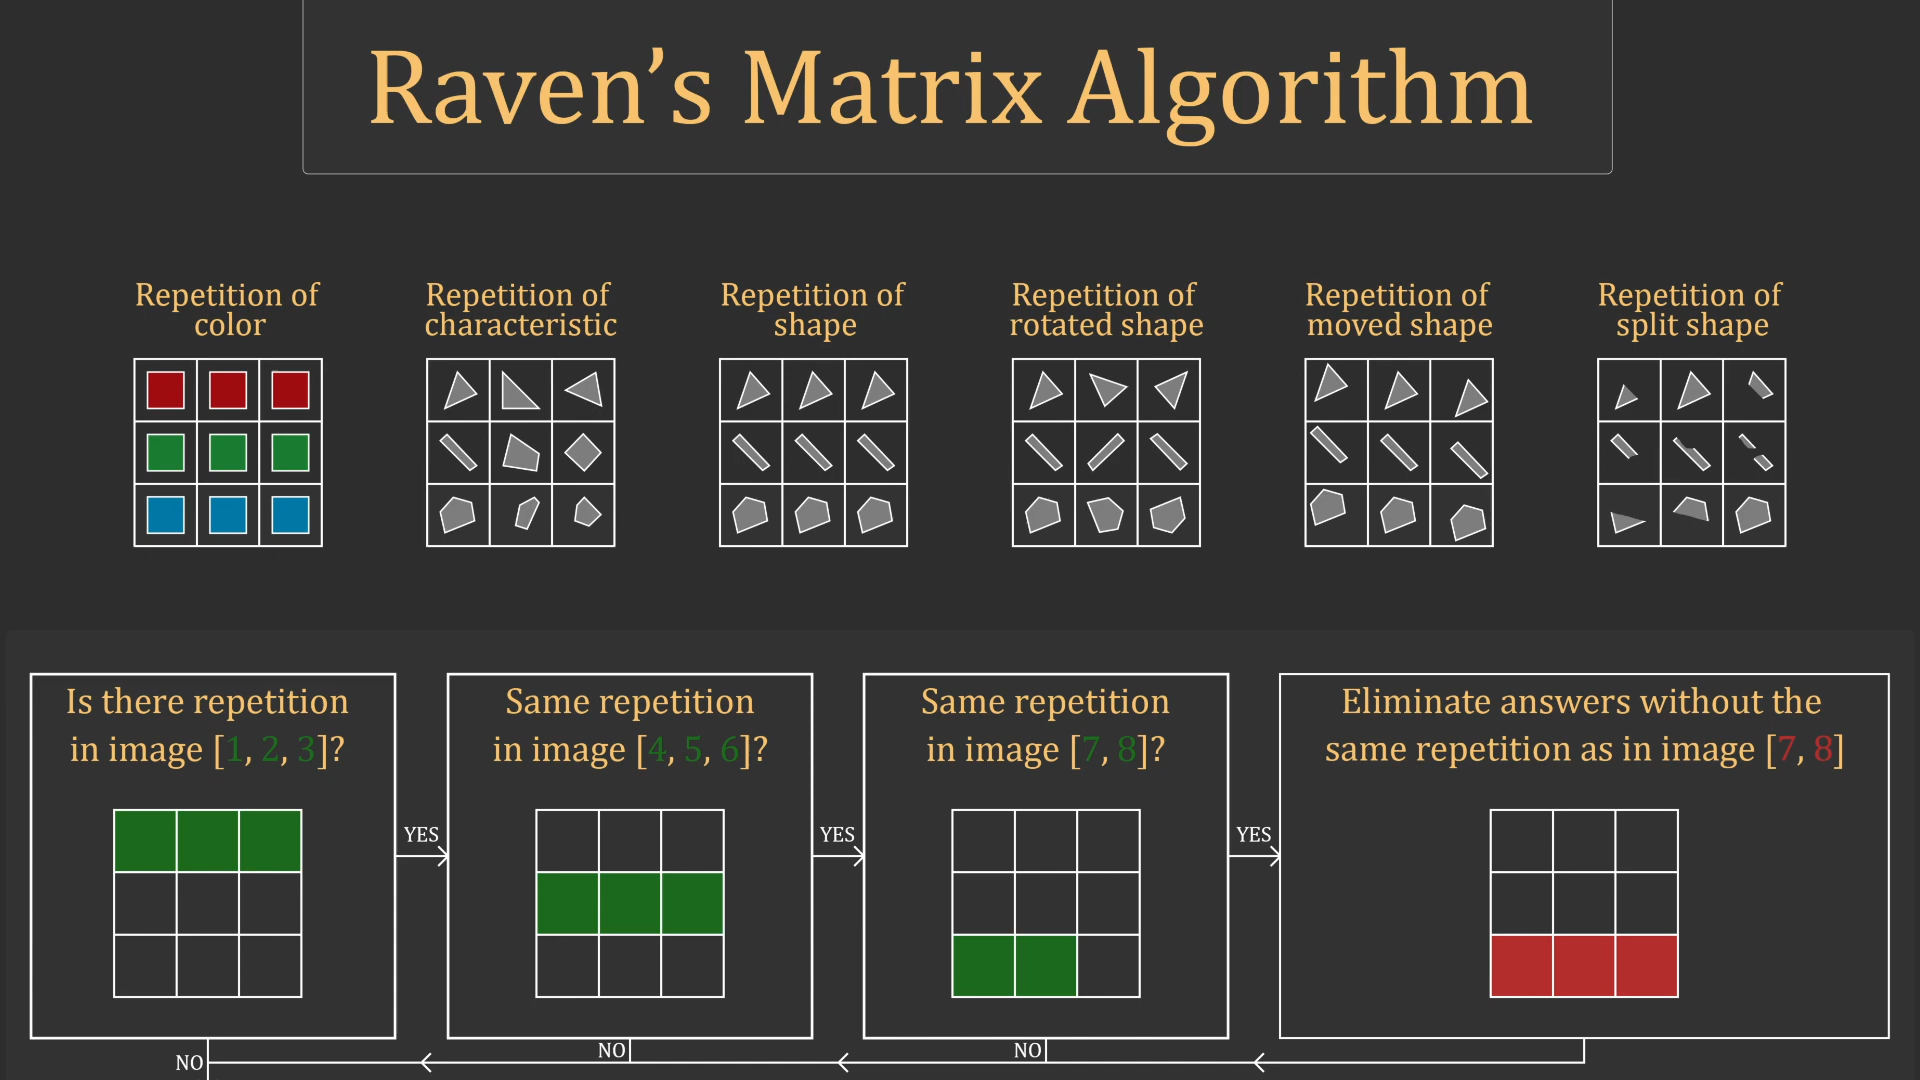 Raven’s Matrix Algorithm
Repetition of
color
Repetition of
characteristic
Repetition of
shape
Repetition of
rotated shape
Repetition of
moved shape
Repetition of
split shape
Is there repetition
in image [1, 2, 3]?
YES
Same repetition
in image [4, 5, 6]?
YES
Same repetition
in image [7, 8]?
YES
Eliminate answers without the
same repetition as in image [7, 8]
NO
NO
NO